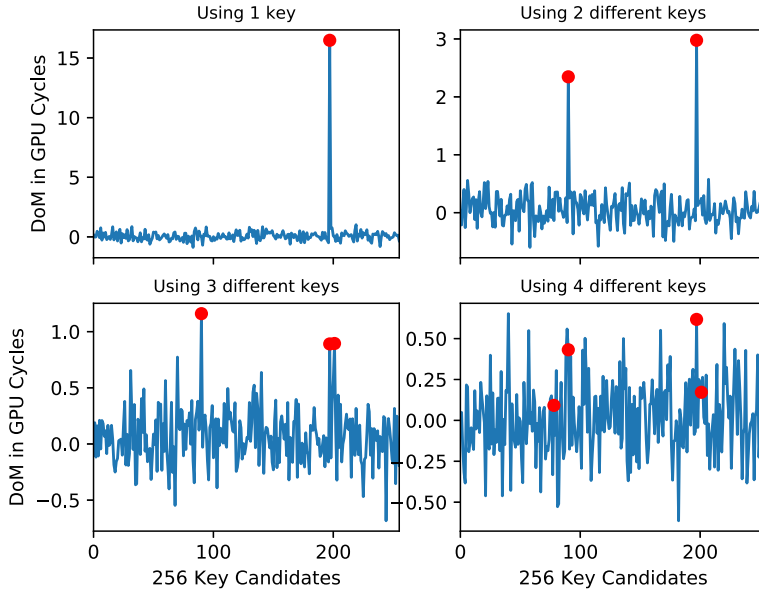 Using 1 key
Using 2 different keys
DoM in GPU Cycles
15
10
5
0
3
2
1
0
Using 3 different keys
Using 4 different keys
DoM in GPU Cycles
1.0
0.5
0.0
−0.5
0.50
0.25
0.00
−0.25
−0.50
0
100
200
0
100
200
256 Key Candidates
256 Key Candidates